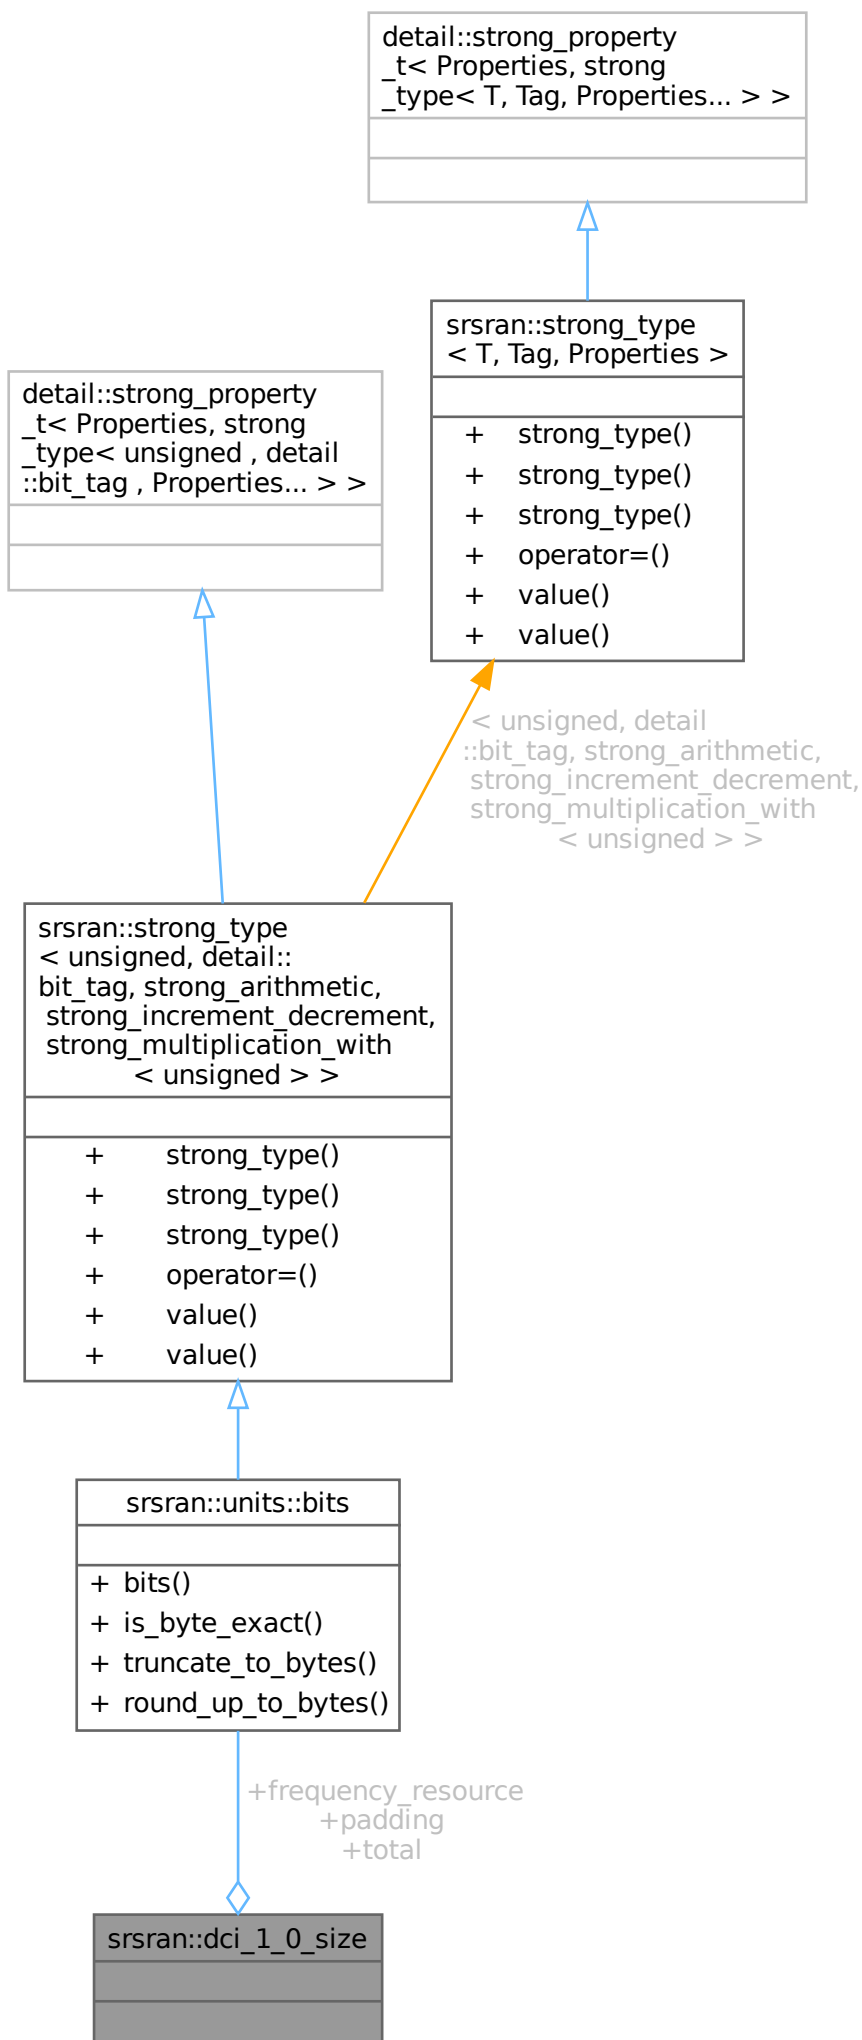 detail::strong_property
_t< Properties, strong
_type< T, Tag, Properties... > >
srsran::strong_type
< T, Tag, Properties >
+ strong_type()
+ strong_type()
+ strong_type()
+ operator=()
+ value()
+ value()
detail::strong_property
_t< Properties, strong
_type< unsigned , detail
::bit_tag , Properties... > >
< unsigned, detail
::bit_tag, strong_arithmetic,
strong_increment_decrement,
strong_multiplication_with
< unsigned > >
srsran::strong_type
< unsigned, detail::
bit_tag, strong_arithmetic,
strong_increment_decrement,
strong_multiplication_with
< unsigned > >
+ strong_type()
+ strong_type()
+ strong_type()
+ operator=()
+ value()
+ value()
srsran::units::bits
+ bits()
+ is_byte_exact()
+ truncate_to_bytes()
+ round_up_to_bytes()
+frequency_resource
+padding
+total
srsran::dci_1_0_size